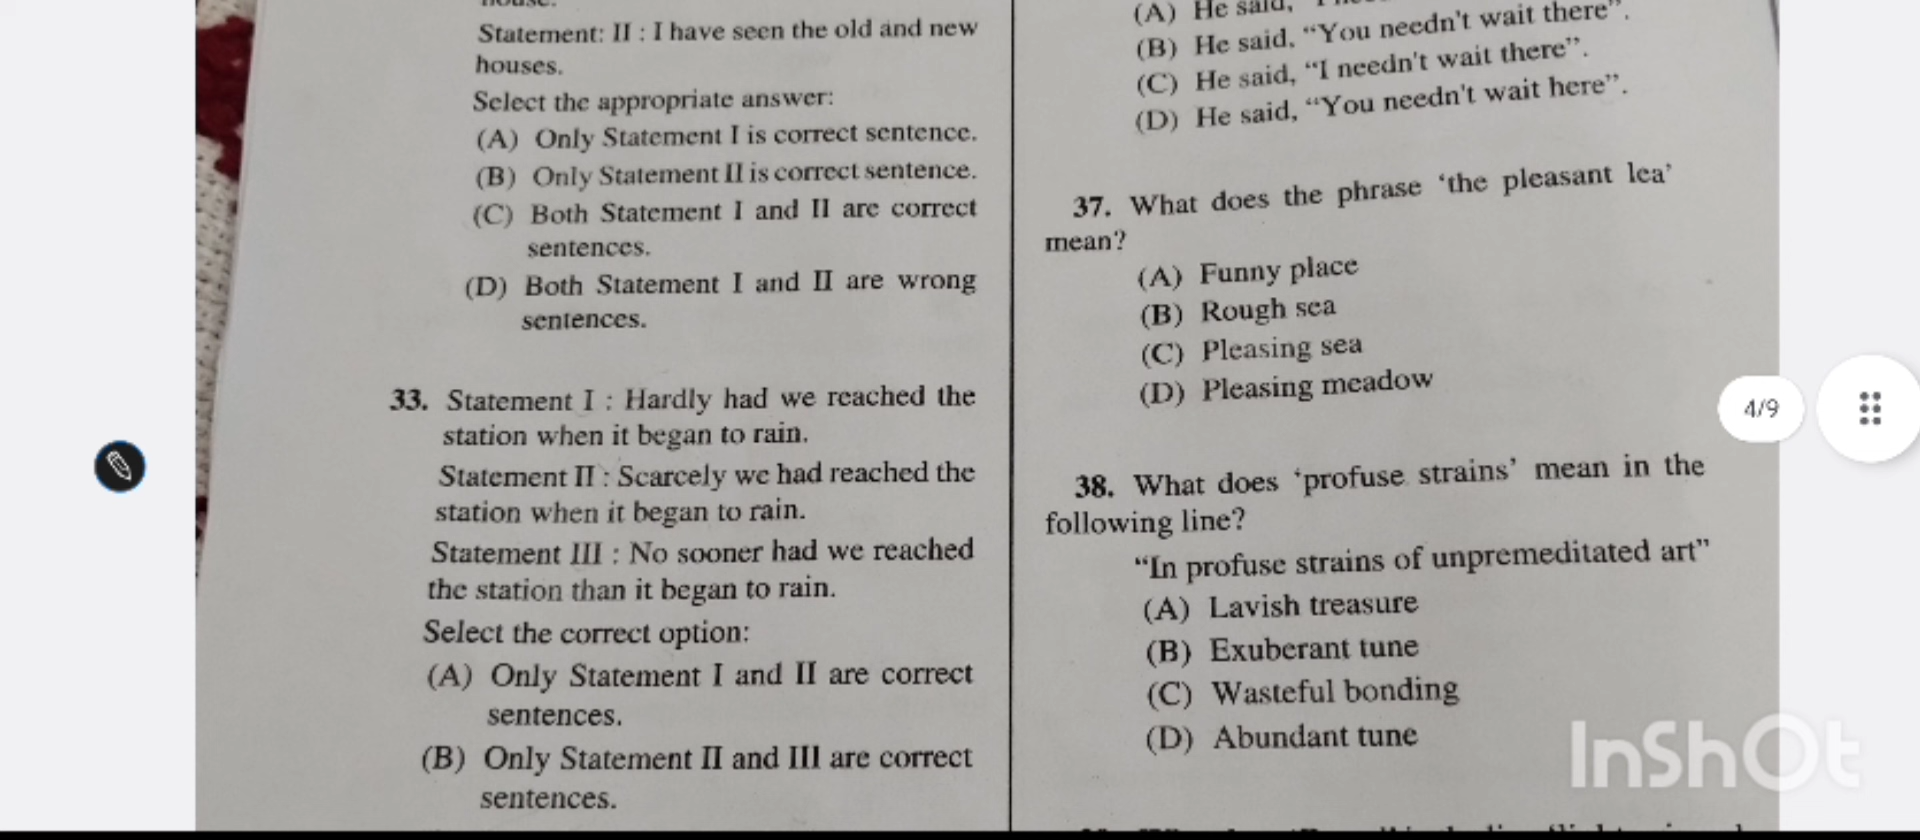 house.
Statement: II : I have seen the old and new
houses.
Select the appropriate answer:
(A) Only Statement I is correct sentence.
(B) Only Statement II is correct sentence.
(C) Both Statement I and II are correct
sentences.
(D) Both Statement I and II are wrong
sentences.
33. Statement I : Hardly had we reached the
station when it began to rain.
Statement II : Scarcely we had reached the
station when it began to rain.
Statement III : No sooner had we reached
the station than it began to rain.
Select the correct option:
(A) Only Statement I and II are correct
sentences.
(B) Only Statement II and III are correct
sentences.
(A) He said,
(B) He said, “You needn't wait there”.
(C) He said, “I needn't wait there”.
(D) He said, “You needn't wait here”.
37. What does the phrase ‘the pleasant lea’
mean?
(A) Funny place
(B) Rough sea
(C) Pleasing sea
(D) Pleasing meadow
38. What does ‘profuse strains’ mean in the
following line?
“In profuse strains of unpremeditated art”
(A) Lavish treasure
(B) Exuberant tune
(C) Wasteful bonding
(D) Abundant tune
4/9
InShOt